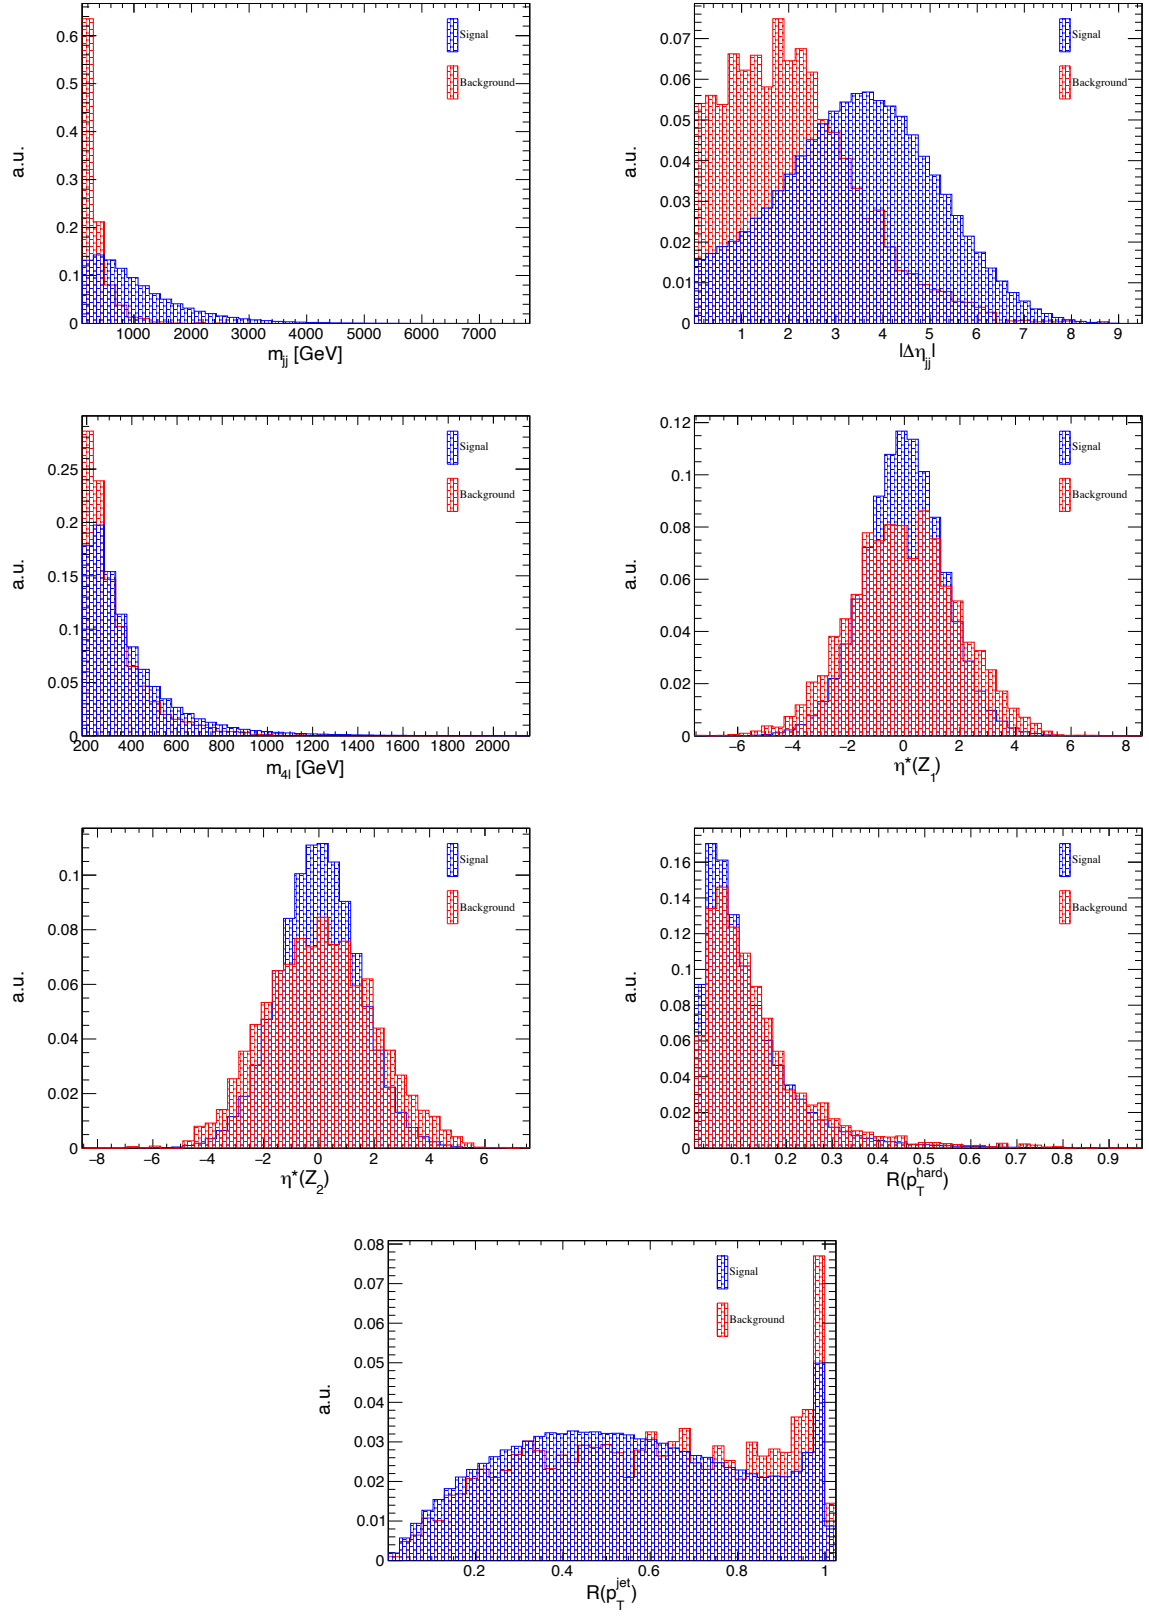 0.6
0.5
0.4
0.3
0.2
0.1
0
a.u.
Signal
Background
1000 2000 3000 4000 5000 6000 7000
m_jj [GeV]
0.07
0.06
0.05
0.04
0.03
0.02
0.01
0
a.u.
Signal
Background
1 2 3 4 5 6 7 8 9
|Δη_jj|
0.25
0.2
0.15
0.1
0.05
0
a.u.
Signal
Background
200 400 600 800 1000 1200 1400 1600 1800 2000
m_4l [GeV]
0.12
0.1
0.08
0.06
0.04
0.02
0
a.u.
Signal
Background
−6 −4 −2 0 2 4 6 8
η*(Z_1)
0.1
0.08
0.06
0.04
0.02
0
a.u.
Signal
Background
−8 −6 −4 −2 0 2 4 6
η*(Z_2)
0.16
0.14
0.12
0.1
0.08
0.06
0.04
0.02
0
a.u.
Signal
Background
0.1 0.2 0.3 0.4 0.5 0.6 0.7 0.8 0.9
R(p_T^hard)
0.08
0.07
0.06
0.05
0.04
0.03
0.02
0.01
0
a.u.
Signal
Background
0.2 0.4 0.6 0.8 1
R(p_T^jet)